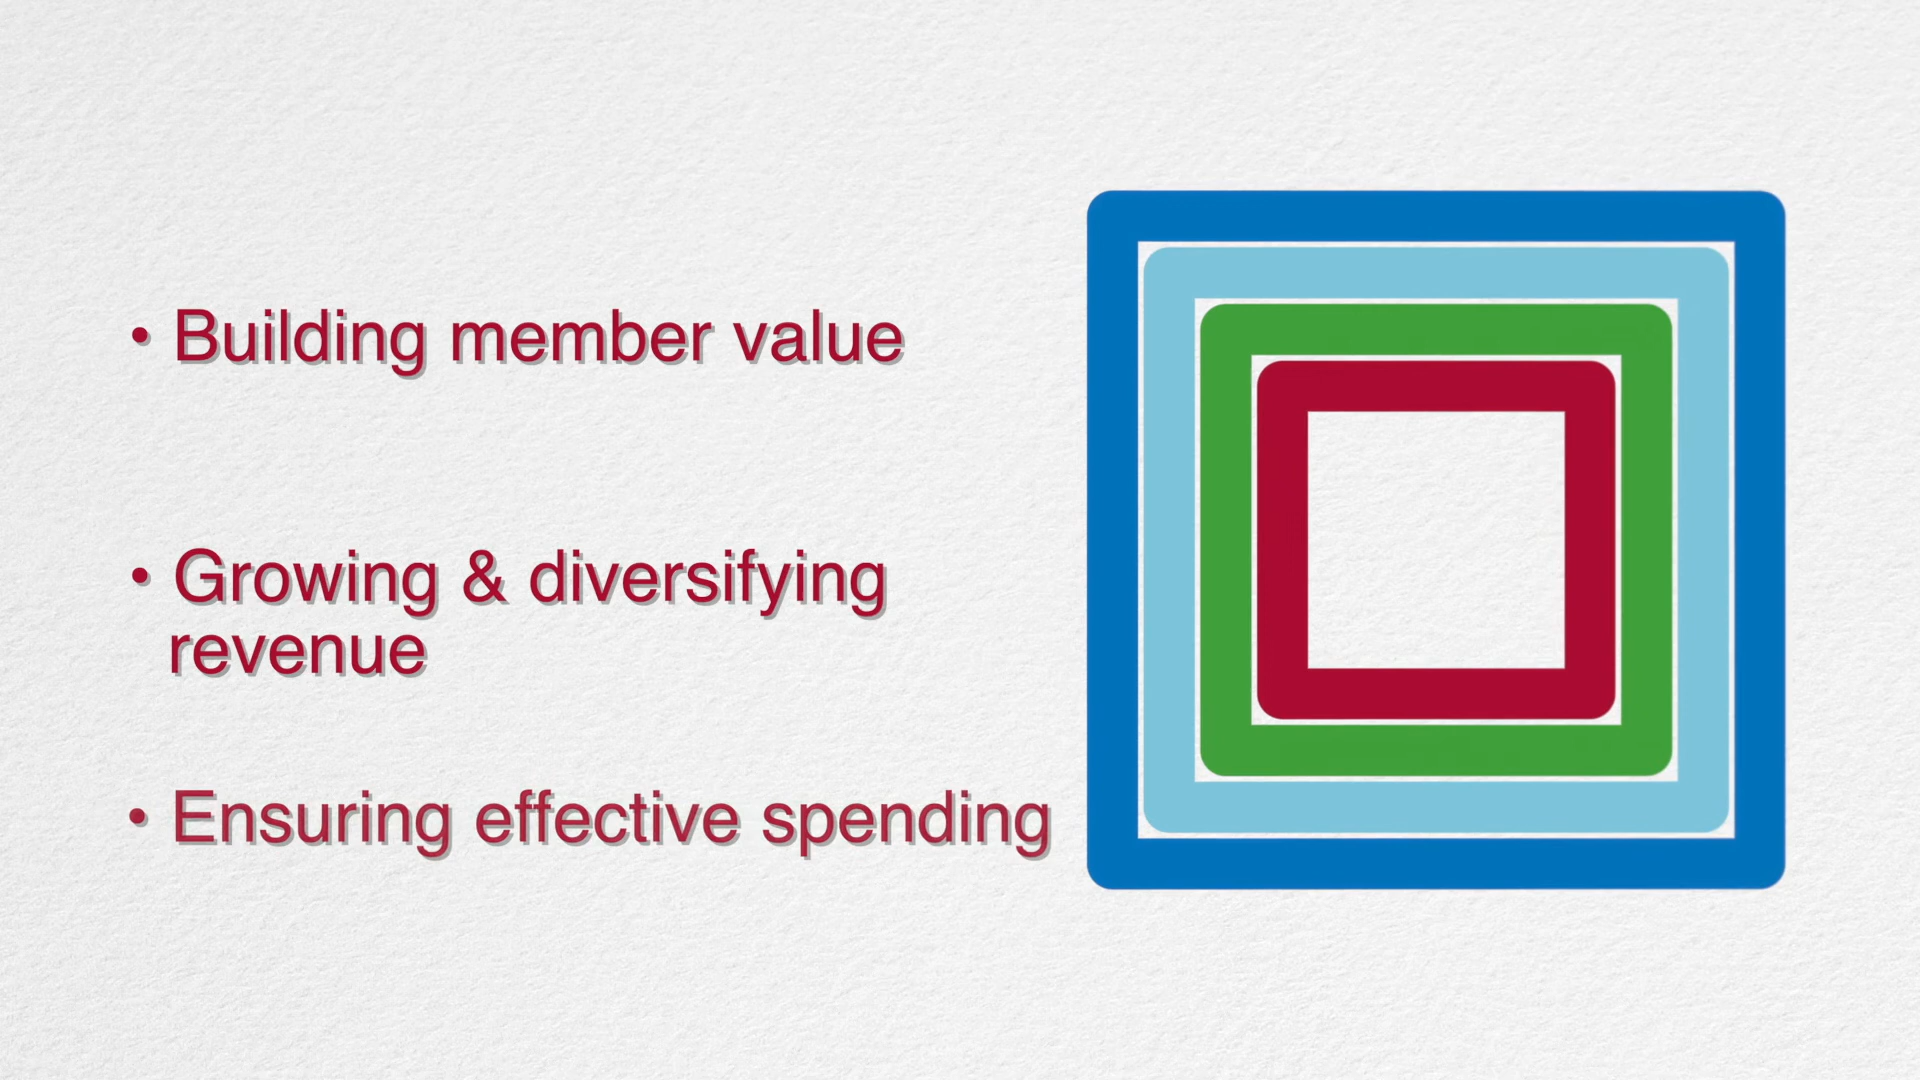 • Building member value
• Growing & diversifying
revenue
• Ensuring effective spending